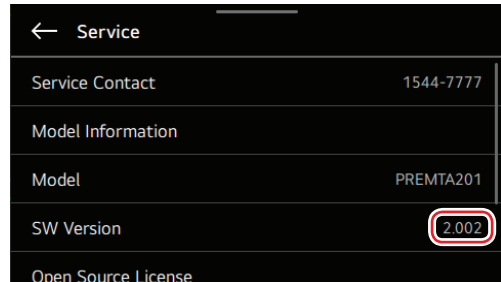 ← Service
Service Contact 1544-7777
Model Information
Model PREMTA201
SW Version 2.002
Open Source License